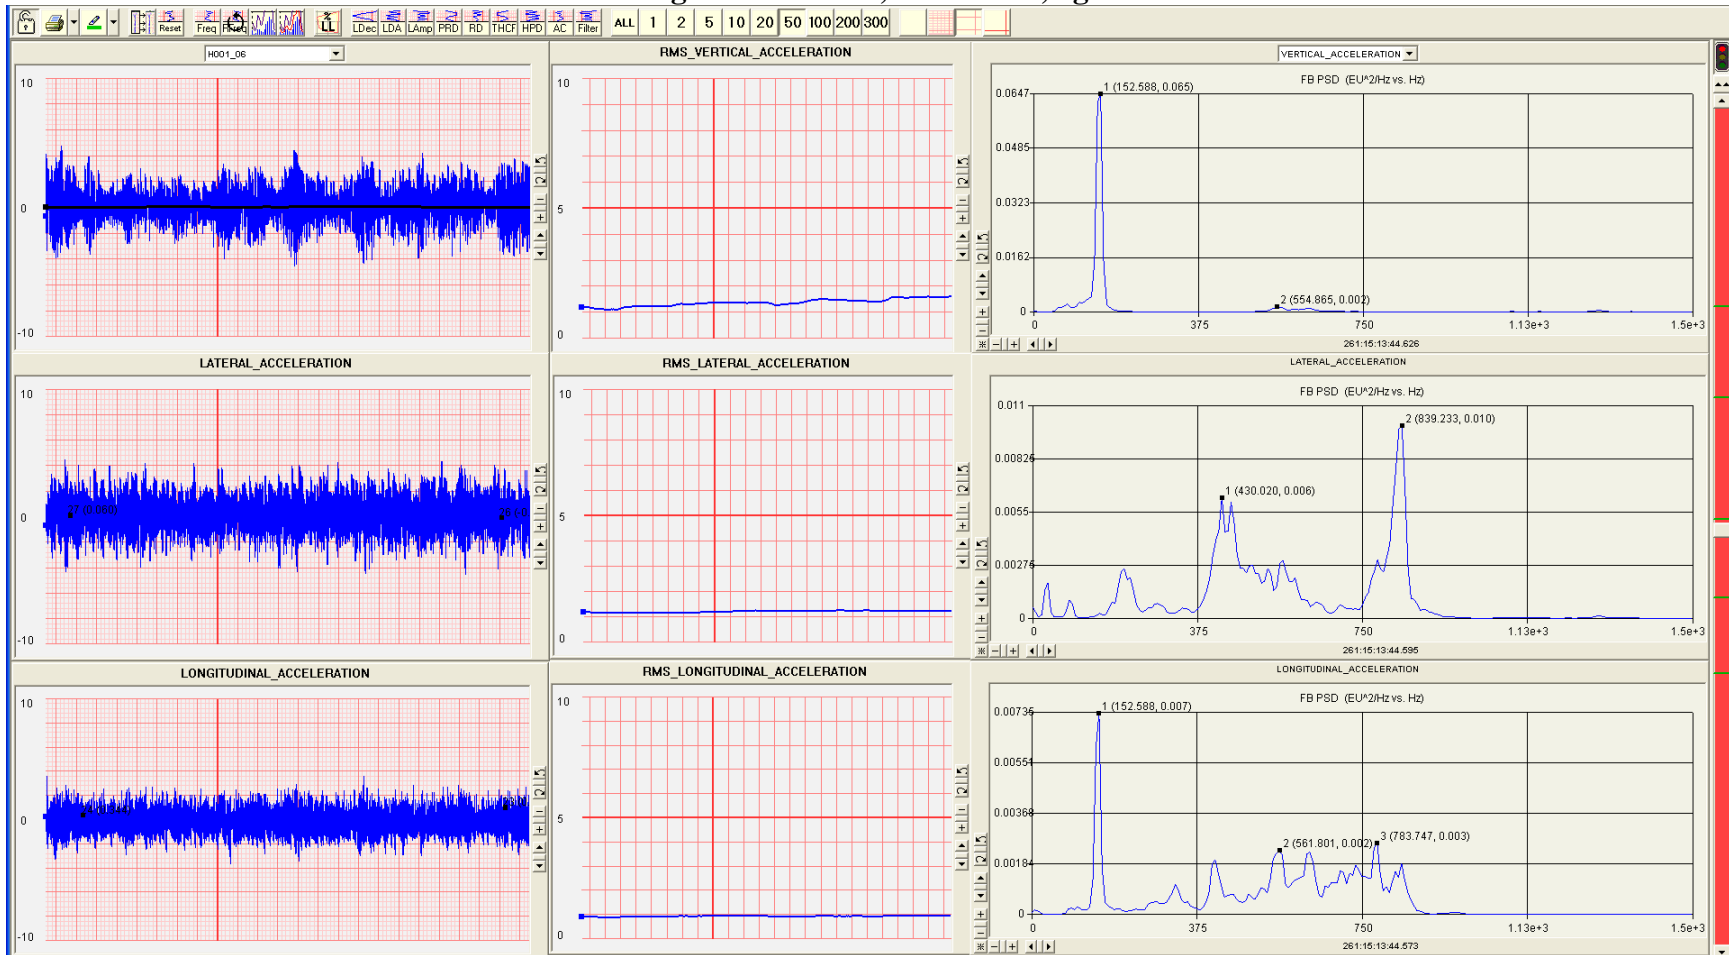 Reset Freq LL LDec LDA LAmp PRD RD THCF HPD AC Filter ALL 1 2 5 10 20 50 100 200 300
H001_06
10
0
-10
RMS_VERTICAL_ACCELERATION
10
5
0
VERTICAL_ACCELERATION
FB PSD (EU^2/Hz vs. Hz)
1 (152.588, 0.065)
0.0647
0.0485
0.0323
0.0162
2 (554.865, 0.002)
0
0 375 750 1.13e+3 1.5e+3
261:15:13:44.626
LATERAL_ACCELERATION
10
27 (0.060)
0
-10
RMS_LATERAL_ACCELERATION
10
5
0
LATERAL_ACCELERATION
FB PSD (EU^2/Hz vs. Hz)
0.011
2 (839.233, 0.010)
0.00825
1 (430.020, 0.006)
0.0055
0.00275
0
0 375 750 1.13e+3 1.5e+3
261:15:13:44.595
LONGITUDINAL_ACCELERATION
10
0
-10
RMS_LONGITUDINAL_ACCELERATION
10
5
0
LONGITUDINAL_ACCELERATION
FB PSD (EU^2/Hz vs. Hz)
1 (152.588, 0.007)
0.00735
0.00554
0.00368
2 (561.801, 0.002)
3 (783.747, 0.003)
0.00184
0
0 375 750 1.13e+3 1.5e+3
261:15:13:44.573